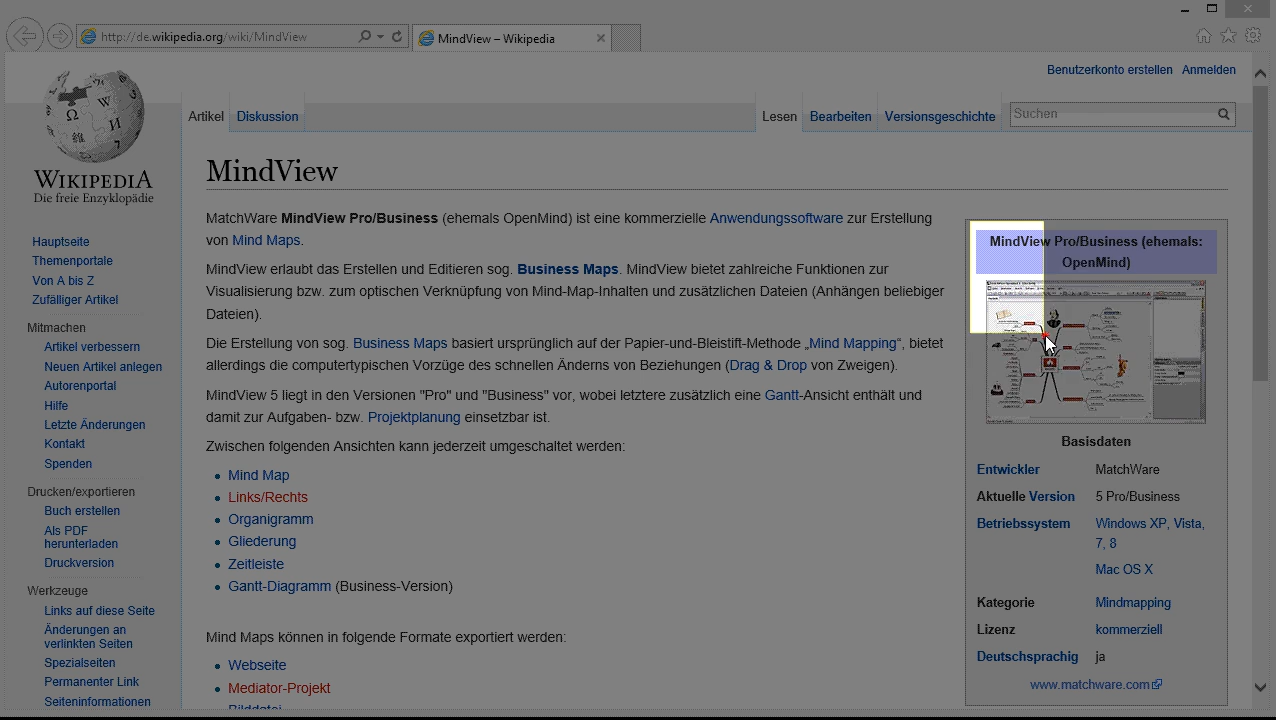 http://de.wikipedia.org/wiki/MindView
MindView – Wikipedia
Benutzerkonto erstellen Anmelden
Artikel Diskussion Lesen Bearbeiten Versionsgeschichte Suchen
WIKIPEDIA
Die freie Enzyklopädie
Hauptseite
Themenportale
Von A bis Z
Zufälliger Artikel
Mitmachen
Artikel verbessern
Neuen Artikel anlegen
Autorenportal
Hilfe
Letzte Änderungen
Kontakt
Spenden
Drucken/exportieren
Buch erstellen
Als PDF
herunterladen
Druckversion
Werkzeuge
Links auf diese Seite
Änderungen an
verlinkten Seiten
Spezialseiten
Permanenter Link
Seiteninformationen
MindView
MatchWare MindView Pro/Business (ehemals OpenMind) ist eine kommerzielle Anwendungssoftware zur Erstellung
von Mind Maps.
MindView erlaubt das Erstellen und Editieren sog. Business Maps. MindView bietet zahlreiche Funktionen zur
Visualisierung bzw. zum optischen Verknüpfung von Mind-Map-Inhalten und zusätzlichen Dateien (Anhängen beliebiger
Dateien).
Die Erstellung von sog. Business Maps basiert ursprünglich auf der Papier-und-Bleistift-Methode „Mind Mapping“, bietet
allerdings die computertypischen Vorzüge des schnellen Änderns von Beziehungen (Drag & Drop von Zweigen).
MindView 5 liegt in den Versionen "Pro" und "Business" vor, wobei letztere zusätzlich eine Gantt-Ansicht enthält und
damit zur Aufgaben- bzw. Projektplanung einsetzbar ist.
Zwischen folgenden Ansichten kann jederzeit umgeschaltet werden:
Mind Map
Links/Rechts
Organigramm
Gliederung
Zeitleiste
Gantt-Diagramm (Business-Version)
Mind Maps können in folgende Formate exportiert werden:
Webseite
Mediator-Projekt
Bilddatei
MindView Pro/Business (ehemals:
OpenMind)
Basisdaten
Entwickler MatchWare
Aktuelle Version 5 Pro/Business
Betriebssystem Windows XP, Vista,
7, 8
Mac OS X
Kategorie Mindmapping
Lizenz kommerziell
Deutschsprachig ja
www.matchware.com